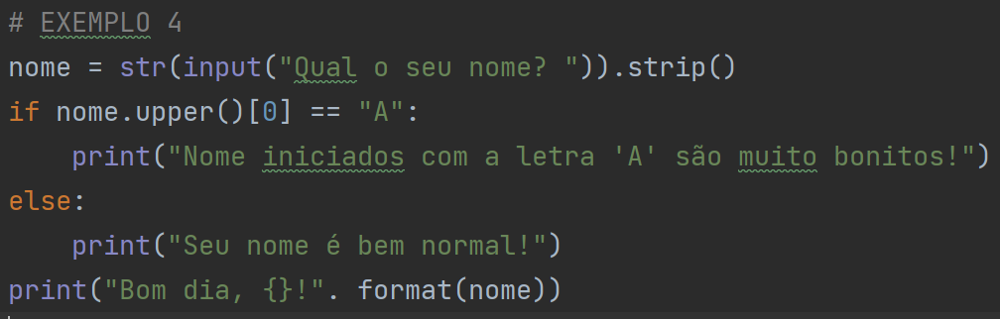 # EXEMPLO 4
nome = str(input("Qual o seu nome? ")).strip()
if nome.upper()[0] == "A":
    print("Nome iniciados com a letra 'A' são muito bonitos!")
else:
    print("Seu nome é bem normal!")
print("Bom dia, {}!". format(nome))